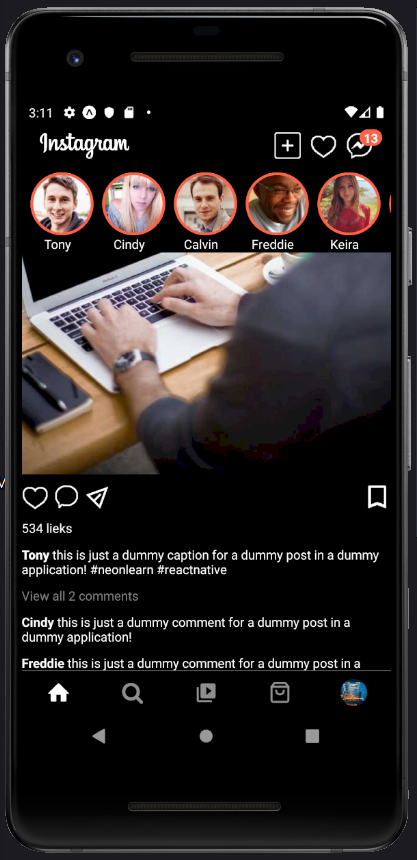 3:11
Instagram
13
Tony Cindy Calvin Freddie Keira
534 lieks
Tony this is just a dummy caption for a dummy post in a dummy
application! #neonlearn #reactnative
View all 2 comments
Cindy this is just a dummy comment for a dummy post in a
dummy application!
Freddie this is just a dummy comment for a dummy post in a